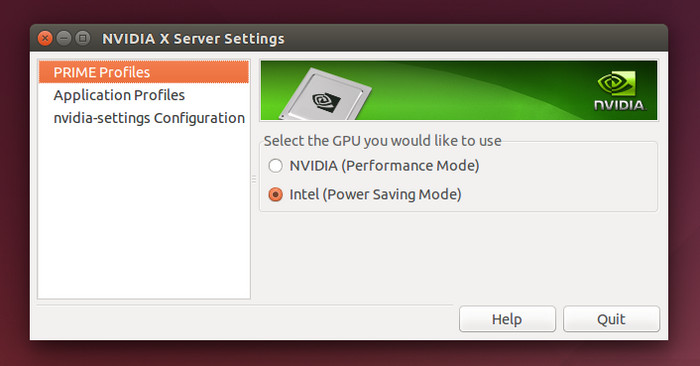 NVIDIA X Server Settings
PRIME Profiles
Application Profiles
nvidia-settings Configuration
NVIDIA
Select the GPU you would like to use
NVIDIA (Performance Mode)
Intel (Power Saving Mode)
Help
Quit